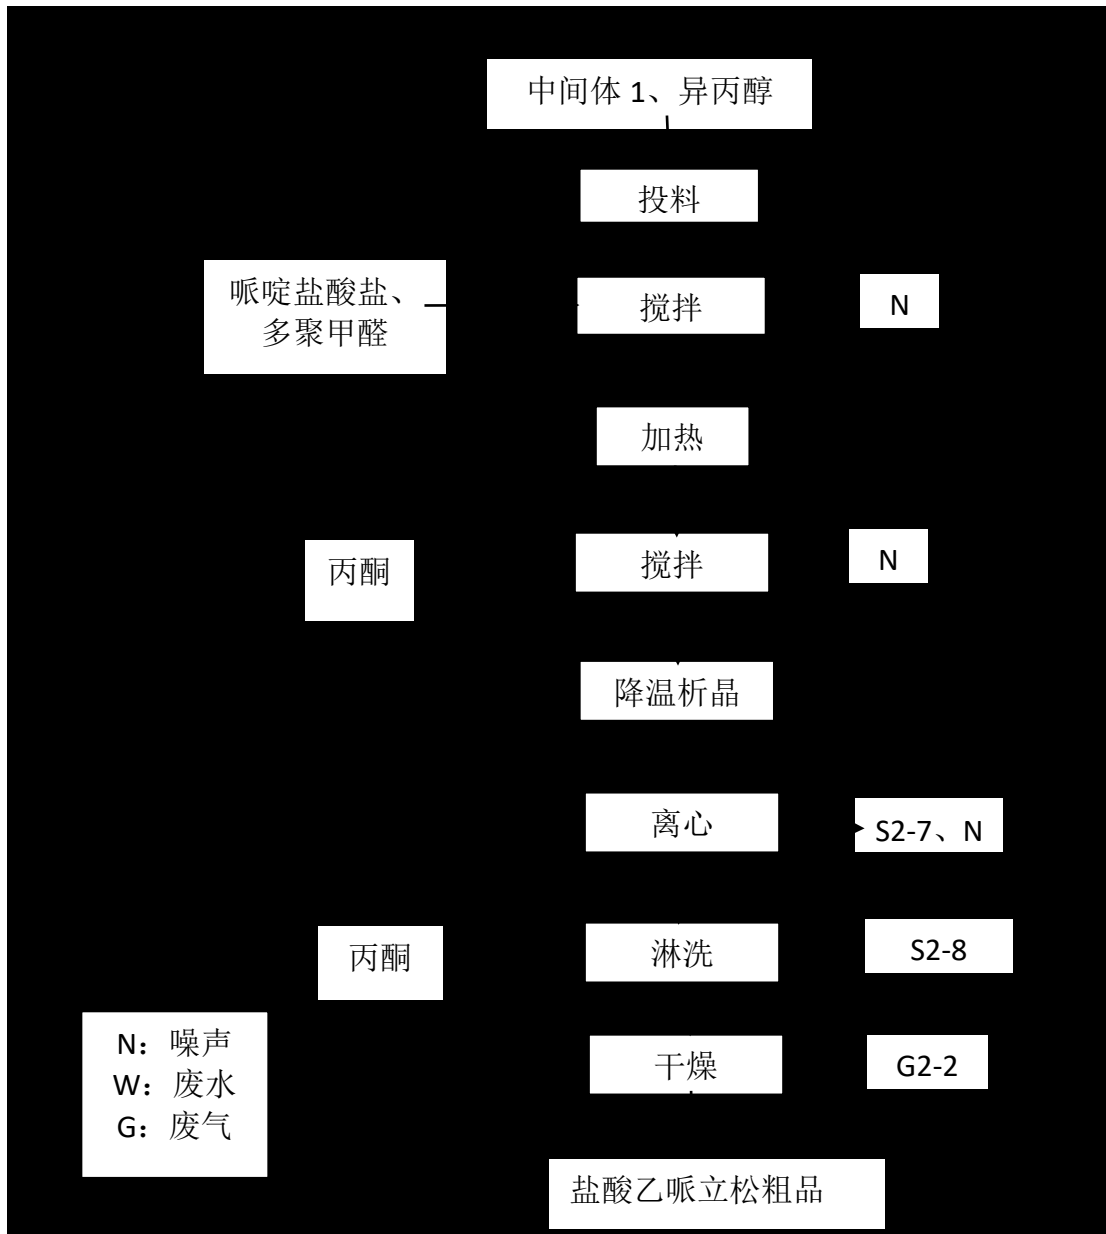 中间体 1、异丙醇
投料
哌啶盐酸盐、
多聚甲醛
搅拌
N
加热
丙酮
搅拌
N
降温析晶
离心
S2-7、N
丙酮
淋洗
S2-8
N：噪声
W：废水
G：废气
干燥
G2-2
盐酸乙哌立松粗品